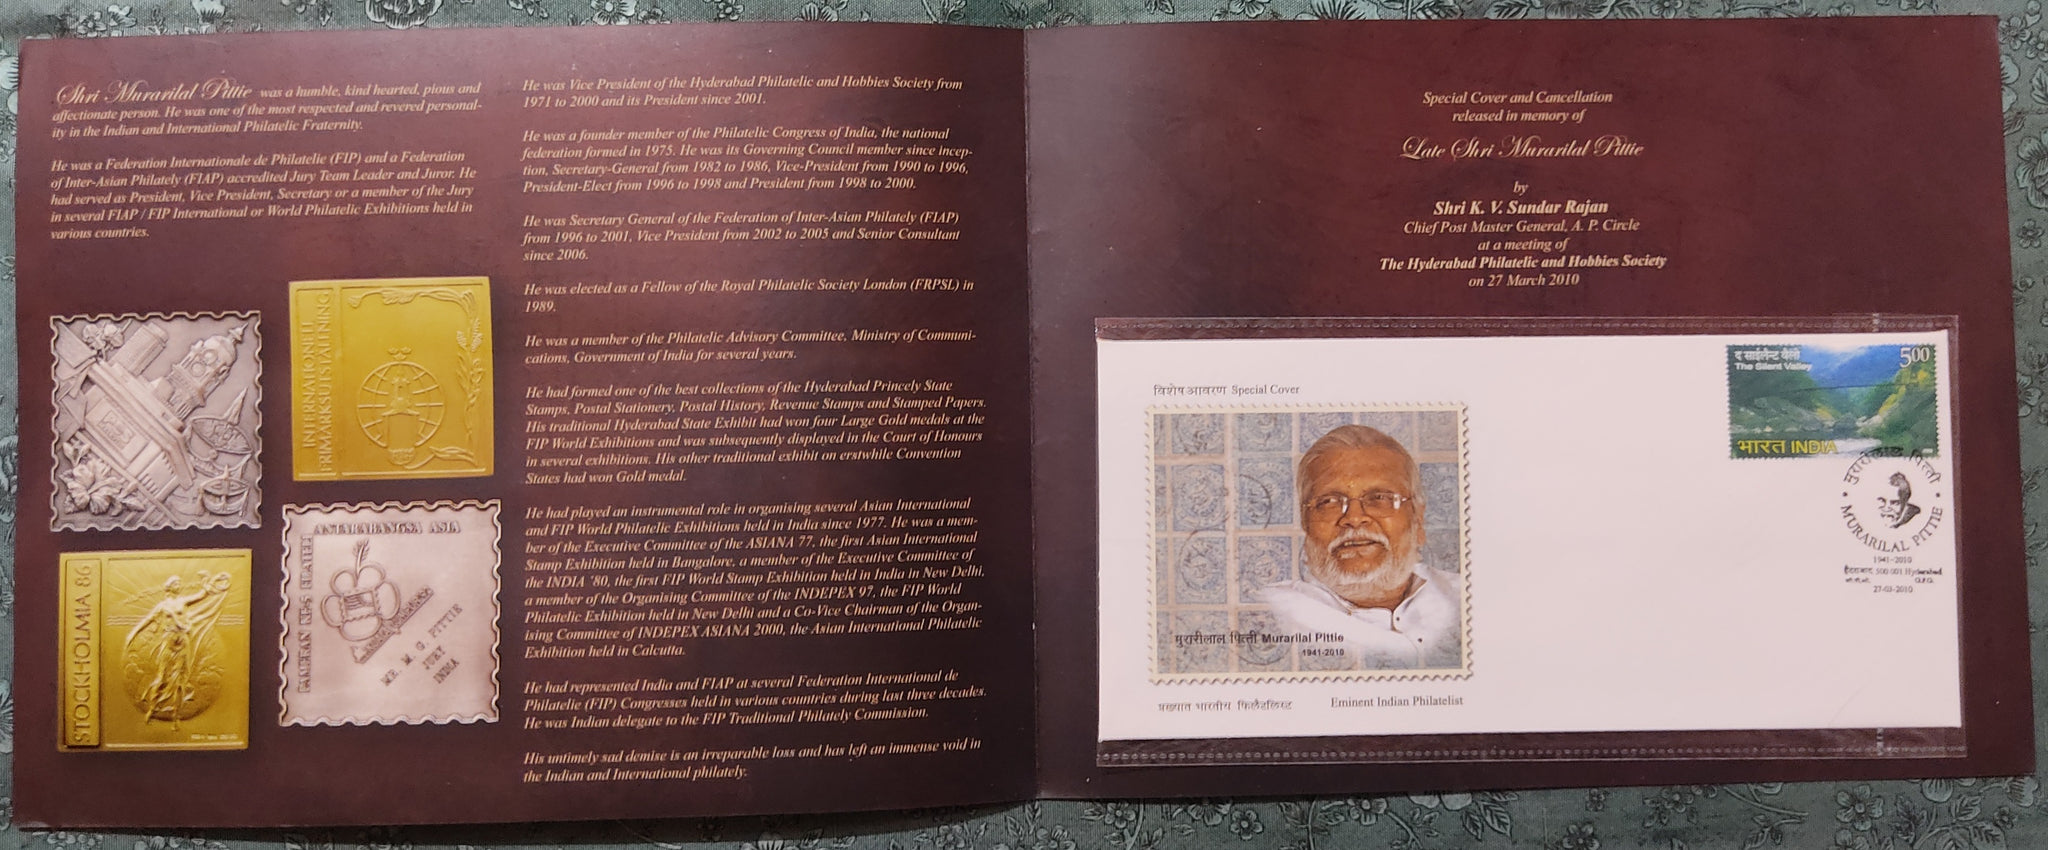 Shri Murarilal Pittie was a humble, kind hearted, pious and
affectionate person. He was one of the most respected and revered personal-
ity in the Indian and International Philatelic Fraternity.
He was a Federation Internationale de Philatelie (FIP) and a Federation
of Inter-Asian Philately (FIAP) accredited Jury Team Leader and Juror. He
had served as President, Vice President, Secretary or a member of the Jury
in several FIAP / FIP International or World Philatelic Exhibitions held in
various countries.
INTERNATIONELL
FRIMÄRKSUTSTÄLLNING
STOCKHOLMIA 86
ANTARABANGSA ASIA
PAMERAN KE-5 FILATELI
MR. M. G. PITTIE
JURY
INDIA
He was Vice President of the Hyderabad Philatelic and Hobbies Society from
1971 to 2000 and its President since 2001.
He was a founder member of the Philatelic Congress of India, the national
federation formed in 1975. He was its Governing Council member since incep-
tion, Secretary-General from 1982 to 1986, Vice-President from 1990 to 1996,
President-Elect from 1996 to 1998 and President from 1998 to 2000.
He was Secretary General of the Federation of Inter-Asian Philately (FIAP)
from 1996 to 2001, Vice President from 2002 to 2005 and Senior Consultant
since 2006.
He was elected as a Fellow of the Royal Philatelic Society London (FRPSL) in
1989.
He was a member of the Philatelic Advisory Committee, Ministry of Communi-
cations, Government of India for several years.
He had formed one of the best collections of the Hyderabad Princely State
Stamps, Postal Stationery, Postal History, Revenue Stamps and Stamped Papers.
His traditional Hyderabad State Exhibit had won four Large Gold medals at the
FIP World Exhibitions and was subsequently displayed in the Court of Honours
in several exhibitions. His other traditional exhibit on erstwhile Convention
States had won Gold medal.
He had played an instrumental role in organising several Asian International
and FIP World Philatelic Exhibitions held in India since 1977. He was a mem-
ber of the Executive Committee of the ASIANA 77, the first Asian International
Stamp Exhibition held in Bangalore, a member of the Executive Committee of
the INDIA '80, the first FIP World Stamp Exhibition held in India in New Delhi,
a member of the Organising Committee of the INDEPEX 97, the FIP World
Philatelic Exhibition held in New Delhi and a Co-Vice Chairman of the Organ-
ising Committee of INDEPEX ASIANA 2000, the Asian International Philatelic
Exhibition held in Calcutta.
He had represented India and FIAP at several Federation International de
Philatelie (FIP) Congresses held in various countries during last three decades.
He was Indian delegate to the FIP Traditional Philately Commission.
His untimely sad demise is an irreparable loss and has left an immense void in
the Indian and International philately.
Special Cover and Cancellation
released in memory of
Late Shri Murarilal Pittie
by
Shri K. V. Sundar Rajan
Chief Post Master General, A. P. Circle
at a meeting of
The Hyderabad Philatelic and Hobbies Society
on 27 March 2010
विशेष आवरण Special Cover
मुरारीलाल पित्ती Murarilal Pittie
1941-2010
प्रख्यात भारतीय फिलैटलिस्ट Eminent Indian Philatelist
द साईलेन्ट वैली 500
The Silent Valley
भारत INDIA
मुरारीलाल पित्ती
MURARILAL PITTIE
1941-2010
हैदराबाद 500 001 Hyderabad
G.P.O.
27-03-2010